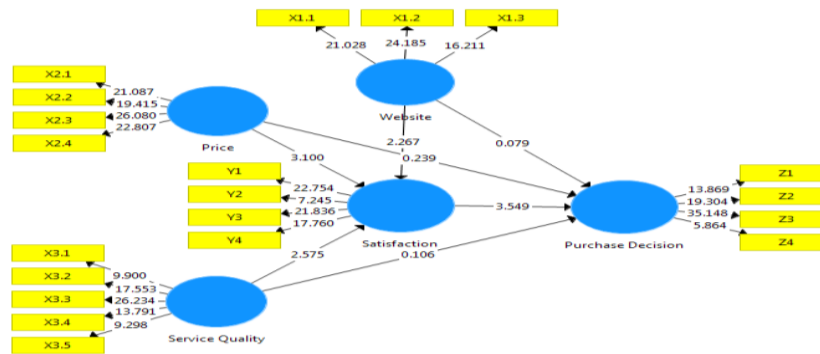 X1.1
X1.2
X1.3
21.028
24.185
16.211
Website
X2.1
X2.2
X2.3
X2.4
21.087
19.415
26.080
22.807
Price
3.100
2.267
0.239
0.079
Y1
Y2
Y3
Y4
22.754
7.245
21.836
17.760
Satisfaction
3.549
Z1
Z2
Z3
Z4
13.869
19.304
35.148
5.864
Purchase Decision
2.575
0.106
X3.1
X3.2
X3.3
X3.4
X3.5
9.900
17.553
26.234
13.791
9.298
Service Quality